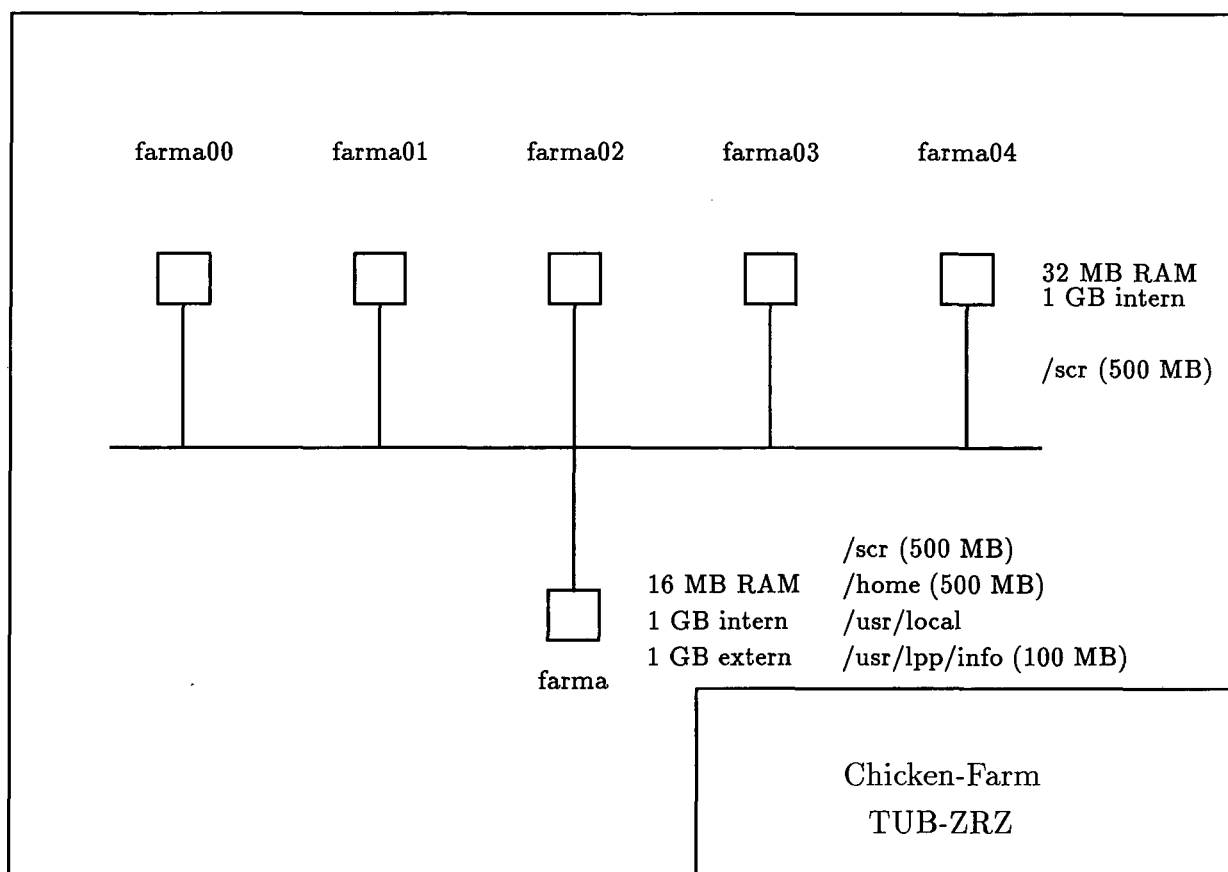 farma00 farma01 farma02 farma03 farma04
32 MB RAM
1 GB intern
/scr (500 MB)
/scr (500 MB)
16 MB RAM /home (500 MB)
1 GB intern /usr/local
1 GB extern /usr/lpp/info (100 MB)
farma
Chicken-Farm
TUB-ZRZ